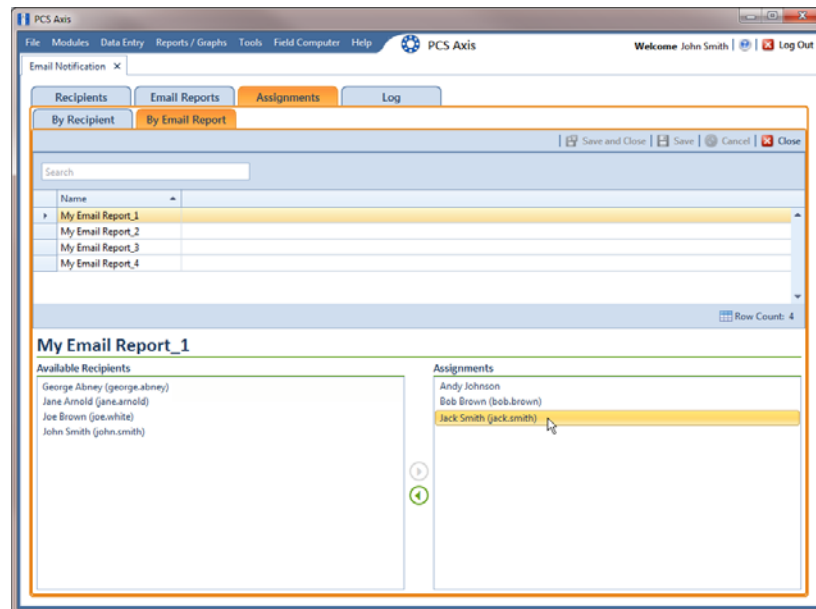 PCS Axis
File Modules Data Entry Reports / Graphs Tools Field Computer Help PCS Axis Welcome John Smith Log Out
Email Notification X
Recipients Email Reports Assignments Log
By Recipient By Email Report
Save and Close Save Cancel Close
Search
Name
My Email Report_1
My Email Report_2
My Email Report_3
My Email Report_4
Row Count: 4
My Email Report_1
Available Recipients Assignments
George Abney (george.abney) Andy Johnson
Jane Arnold (jane.arnold) Bob Brown (bob.brown)
Joe Brown (joe.white) Jack Smith (jack.smith)
John Smith (john.smith)